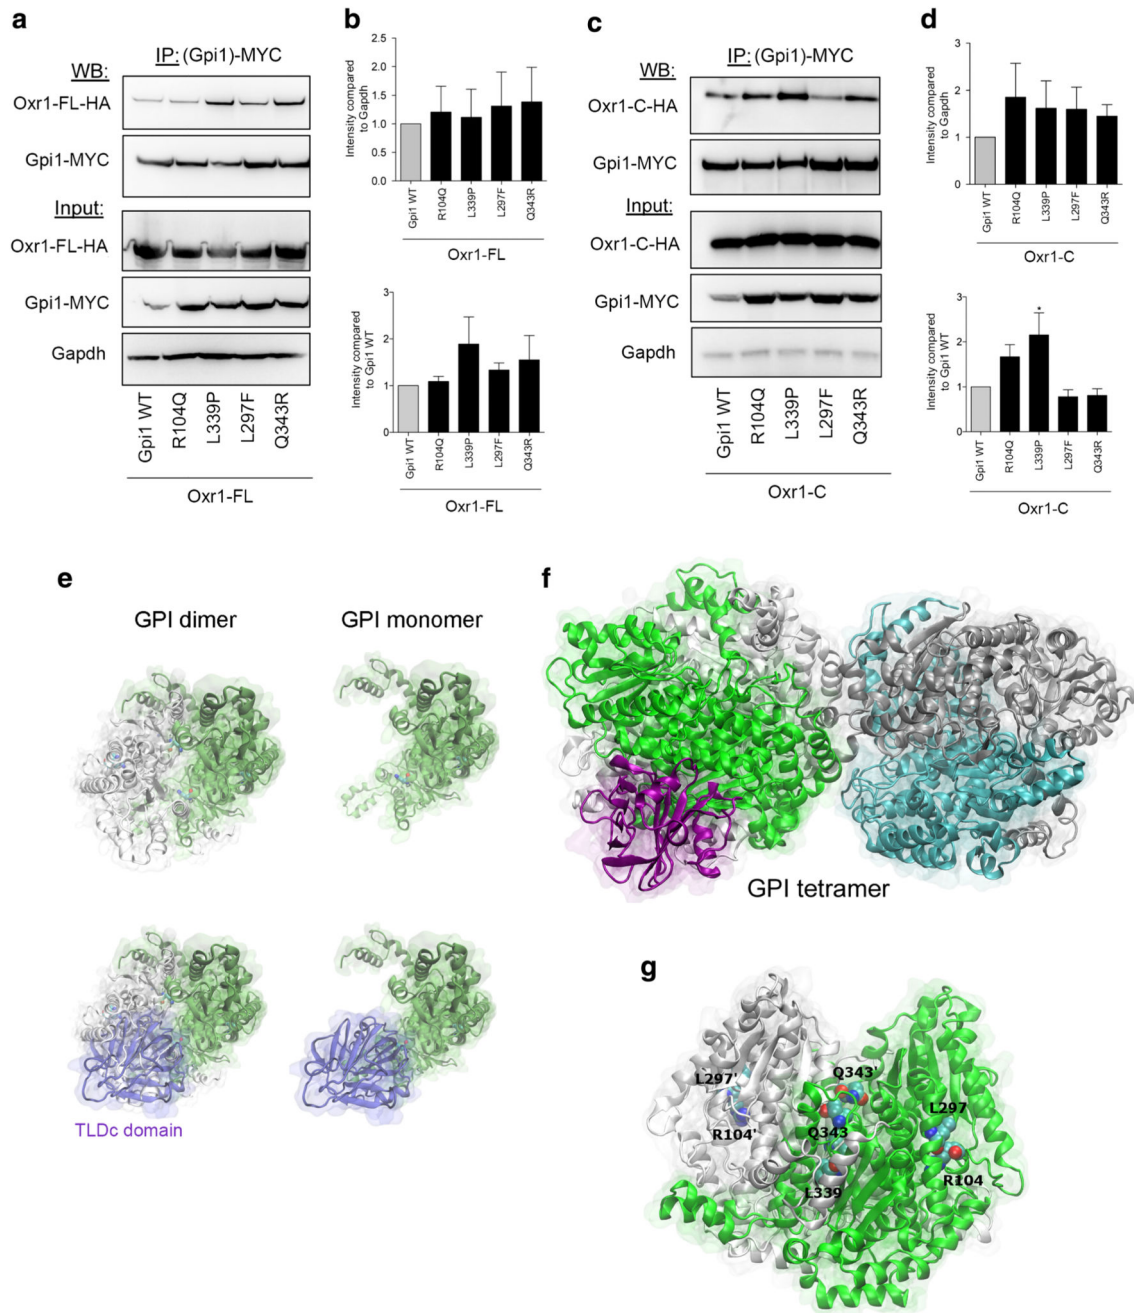 a
IP: (Gpi1)-MYC
WB:
Oxr1-FL-HA
Gpi1-MYC
Input:
Oxr1-FL-HA
Gpi1-MYC
Gapdh
Gpi1 WT
R104Q
L339P
L297F
Q343R
Oxr1-FL
b
Intensity compared
to Gapdh
2.5
2.0
1.5
1.0
0.5
0.0
Gpi1 WT
R104Q
L339P
L297F
Q343R
Oxr1-FL
Intensity compared
to Gpi1 WT
3
2
1
0
Gpi1 WT
R104Q
L339P
L297F
Q343R
Oxr1-FL
c
IP: (Gpi1)-MYC
WB:
Oxr1-C-HA
Gpi1-MYC
Input:
Oxr1-C-HA
Gpi1-MYC
Gapdh
Gpi1 WT
R104Q
L339P
L297F
Q343R
Oxr1-C
d
Intensity compared
to Gapdh
3
2
1
0
Gpi1 WT
R104Q
L339P
L297F
Q343R
Oxr1-C
Intensity compared
to Gpi1 WT
3
2
1
0
*
Gpi1 WT
R104Q
L339P
L297F
Q343R
Oxr1-C
e
GPI dimer
GPI monomer
TLDc domain
f
GPI tetramer
g
L297'
Q343'
L297
R104'
Q343
L339
R104